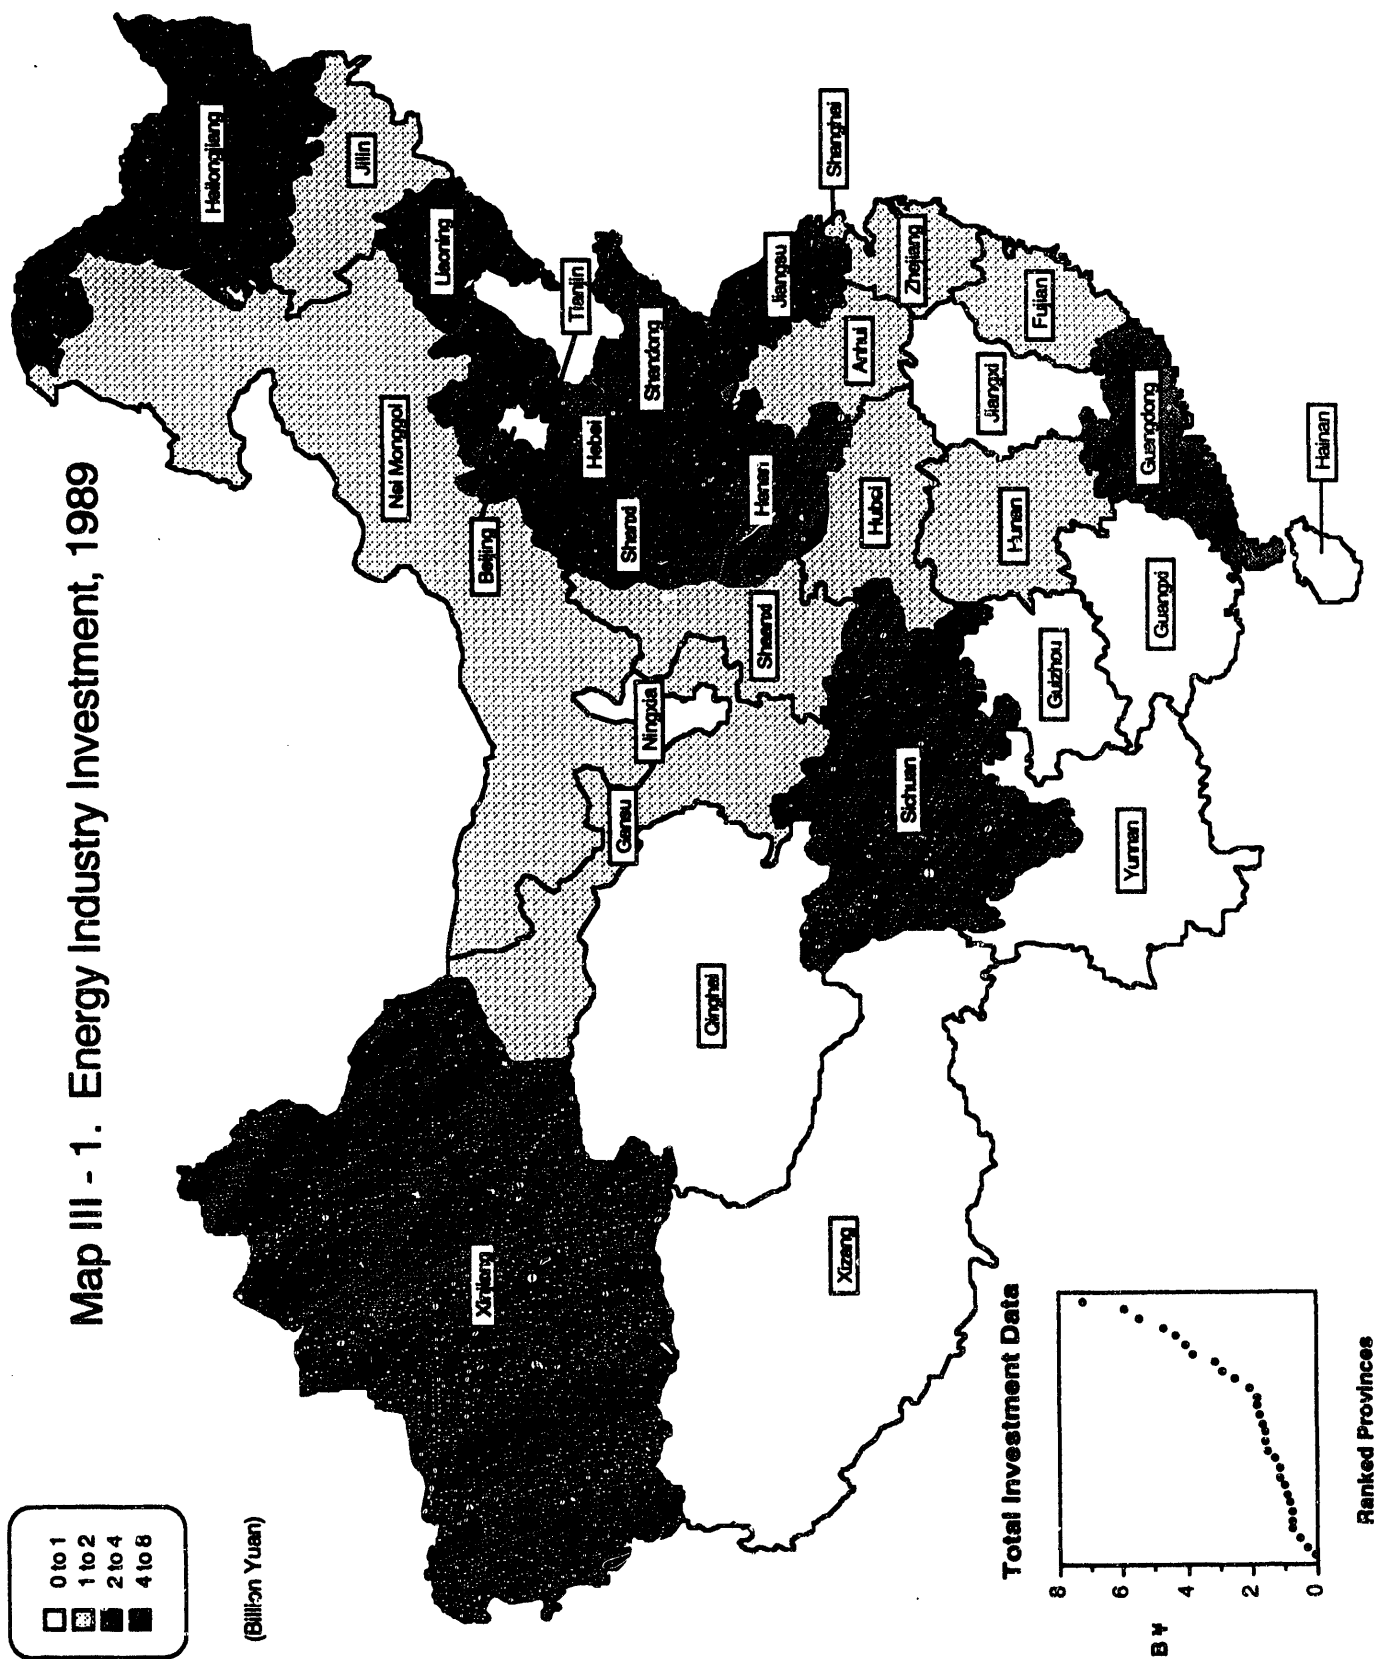 Map III - 1. Energy Industry Investment, 1989
0 to 1
1 to 2
2 to 4
4 to 8
(Billion Yuan)
Heilongjiang
Jilin
Liaoning
Nei Monggol
Beijing
Tianjin
Hebei
Shanxi
Shandong
Henan
Jiangsu
Shanghai
Anhui
Zhejiang
Hubei
Shaanxi
Ningxia
Gansu
Xinjiang
Qinghai
Xizang
Sichuan
Guizhou
Yunnan
Hunan
Jiangxi
Fujian
Guangdong
Guangxi
Hainan
Total Investment Data
B ¥
8
6
4
2
0
Ranked Provinces